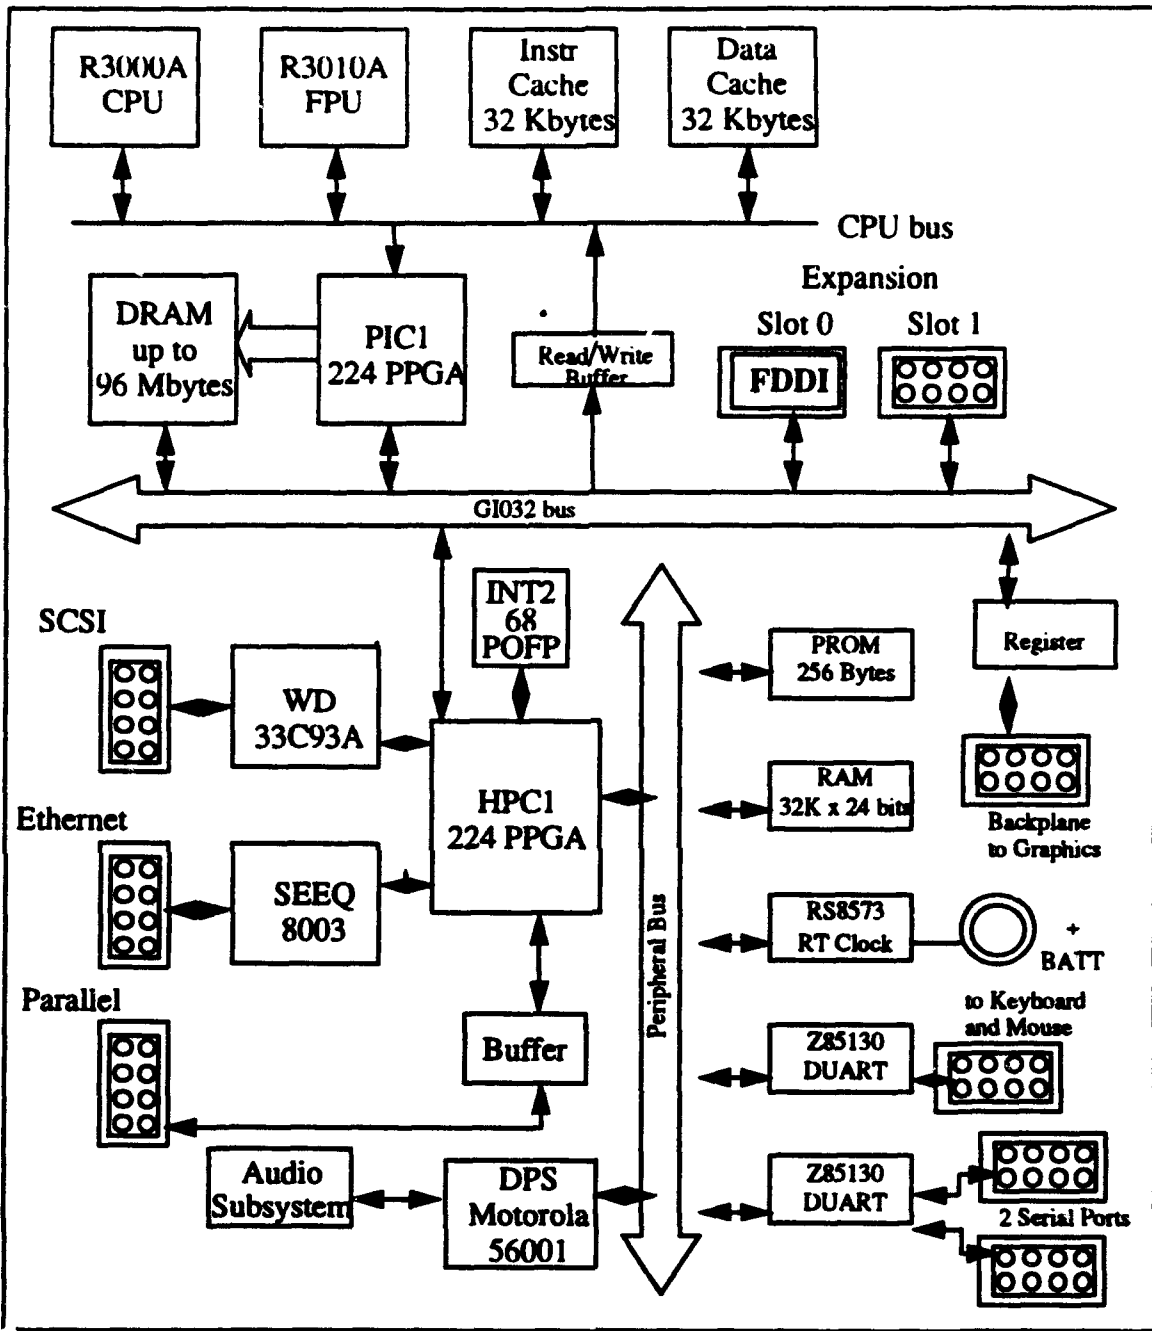 R3000A
CPU
R3010A
FPU
Instr
Cache
32 Kbytes
Data
Cache
32 Kbytes
CPU bus
Expansion
Slot 0
Slot 1
DRAM
up to
96 Mbytes
PIC1
224 PPGA
Read/Write
Buffer
FDDI
GI032 bus
INT2
68
POFP
SCSI
WD
33C93A
PROM
256 Bytes
Register
HPC1
224 PPGA
RAM
32K x 24 bits
Backplane
to Graphics
Ethernet
SEEQ
8003
Peripheral Bus
RS8573
RT Clock
+
BATT
Parallel
Buffer
to Keyboard
and Mouse
Z85130
DUART
Audio
Subsystem
DPS
Motorola
56001
Z85130
DUART
2 Serial Ports